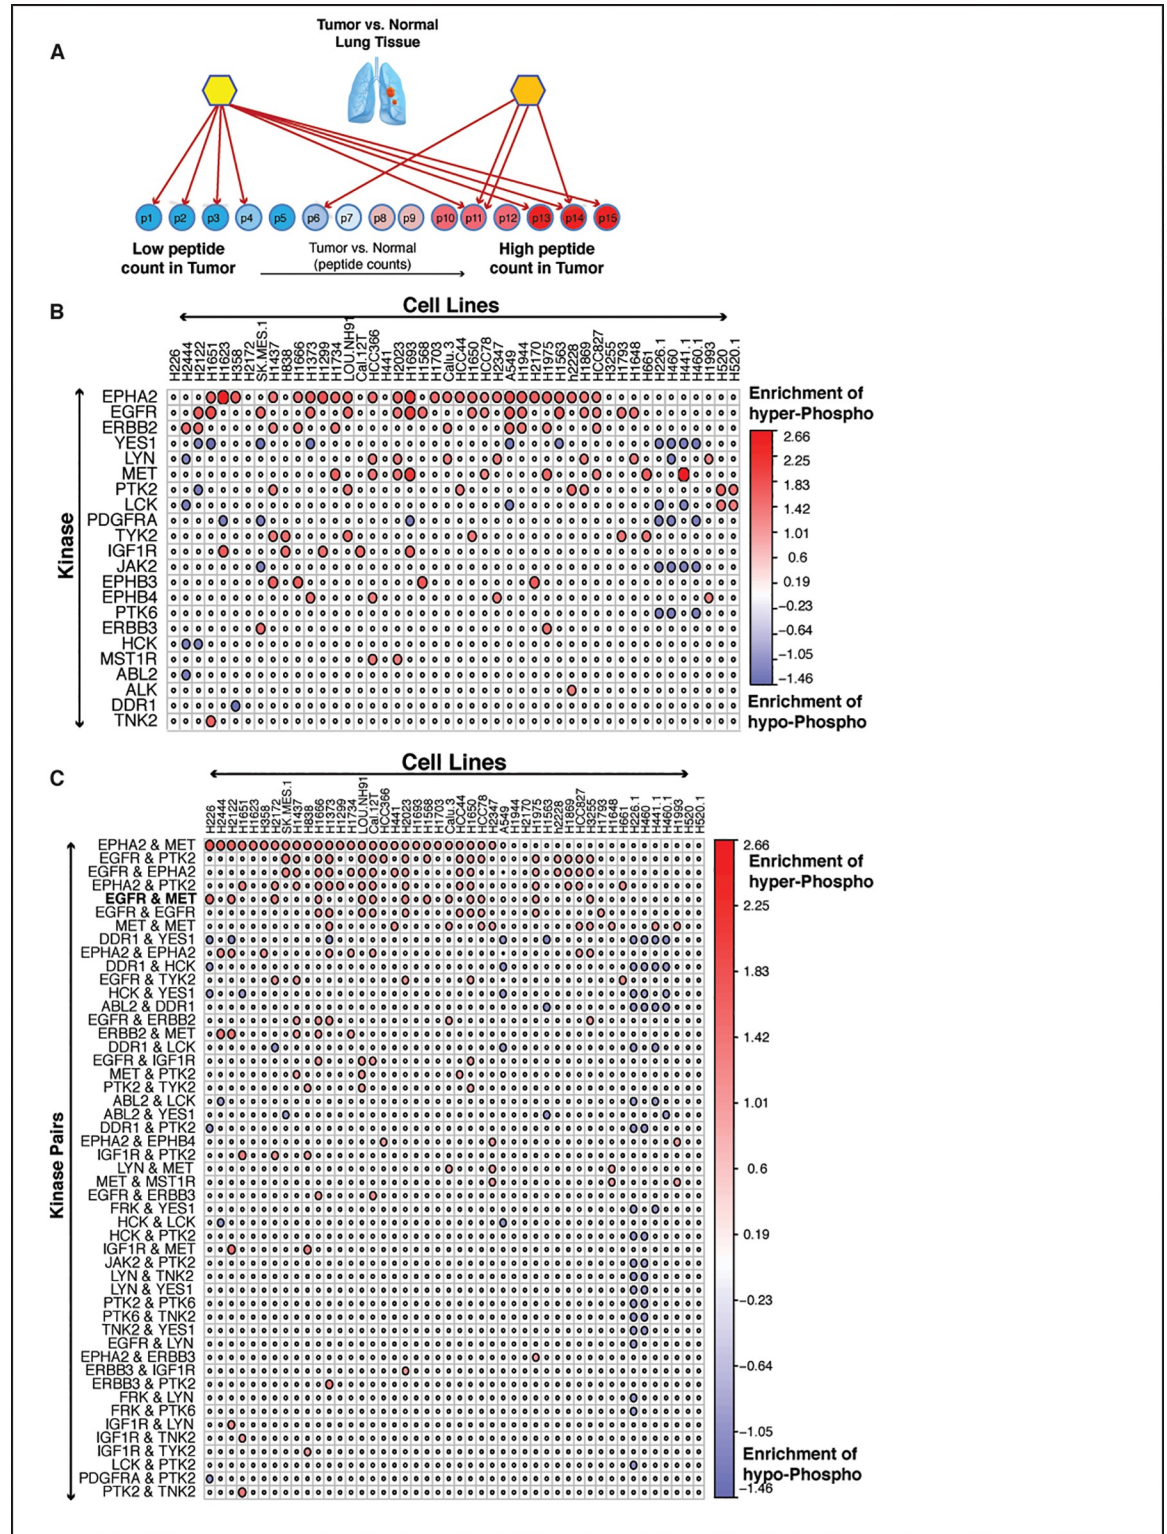 A
Tumor vs. Normal
Lung Tissue
p1 p2 p3 p4 p5 p6 p7 p8 p9 p10 p11 p12 p13 p14 p15
Low peptide
count in Tumor
Tumor vs. Normal
(peptide counts)
High peptide
count in Tumor
B
Cell Lines
H226 H2444 H2122 H1651 H1623 H358 H2172 SK.MES.1 H1437 H838 H1666 H1373 H1299 H1734 LOU.NH91 Cal.12T HCC366 H441 H2023 H1693 H1568 H1703 Calu.3 HCC44 H1650 HCC78 H2347 A549 H1944 H2170 H1975 H1563 h2228 H1869 HCC827 H3255 H1793 H1648 H661 H226.1 H460 H441.1 H460.1 H1993 H520 H520.1
Kinase
EPHA2
EGFR
ERBB2
YES1
LYN
MET
PTK2
LCK
PDGFRA
TYK2
IGF1R
JAK2
EPHB3
EPHB4
PTK6
ERBB3
HCK
MST1R
ABL2
ALK
DDR1
TNK2
Enrichment of
hyper-Phospho
2.66
2.25
1.83
1.42
1.01
0.6
0.19
−0.23
−0.64
−1.05
−1.46
Enrichment of
hypo-Phospho
C
Cell Lines
H226 H2444 H2122 H1651 H1623 H358 H2172 SK.MES.1 H1437 H838 H1666 H1373 H1299 H1734 LOU.NH91 Cal.12T HCC366 H441 H2023 H1693 H1568 H1703 Calu.3 HCC44 H1650 HCC78 H2347 A549 H1944 H2170 H1975 H1563 h2228 H1869 HCC827 H3255 H1793 H1648 H661 H226.1 H460 H441.1 H460.1 H1993 H520 H520.1
Kinase Pairs
EPHA2 & MET
EGFR & PTK2
EGFR & EPHA2
EPHA2 & PTK2
EGFR & MET
EGFR & EGFR
MET & MET
DDR1 & YES1
EPHA2 & EPHA2
DDR1 & HCK
EGFR & TYK2
HCK & YES1
ABL2 & DDR1
EGFR & ERBB2
ERBB2 & MET
DDR1 & LCK
EGFR & IGF1R
MET & PTK2
PTK2 & TYK2
ABL2 & LCK
ABL2 & YES1
DDR1 & PTK2
EPHA2 & EPHB4
IGF1R & PTK2
LYN & MET
MET & MST1R
EGFR & ERBB3
FRK & YES1
HCK & LCK
HCK & PTK2
IGF1R & MET
JAK2 & PTK2
LYN & TNK2
LYN & YES1
PTK2 & PTK6
PTK6 & TNK2
TNK2 & YES1
EGFR & LYN
EPHA2 & ERBB3
ERBB3 & IGF1R
ERBB3 & PTK2
FRK & LYN
FRK & PTK6
IGF1R & LYN
IGF1R & TNK2
IGF1R & TYK2
LCK & PTK2
PDGFRA & PTK2
PTK2 & TNK2
2.66
Enrichment of
hyper-Phospho
2.25
1.83
1.42
1.01
0.6
0.19
−0.23
−0.64
−1.05
Enrichment of
hypo-Phospho
−1.46